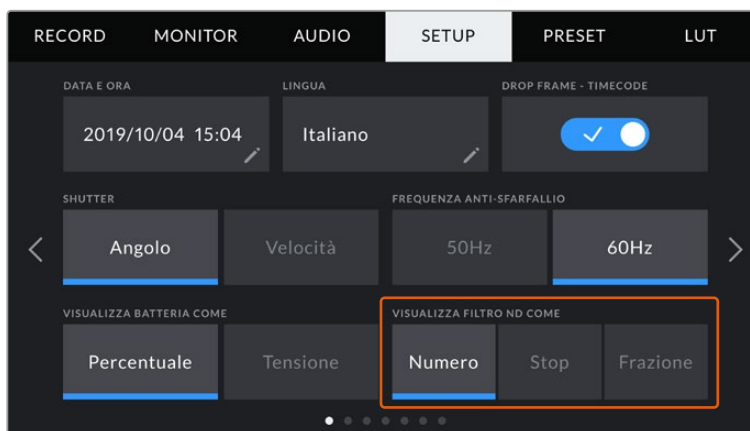 RECORD MONITOR AUDIO SETUP PRESET LUT
DATA E ORA LINGUA DROP FRAME - TIMECODE
2019/10/04 15:04 Italiano
SHUTTER FREQUENZA ANTI-SFARFALLIO
Angolo Velocità 50Hz 60Hz
VISUALIZZA BATTERIA COME VISUALIZZA FILTRO ND COME
Percentuale Tensione Numero Stop Frazione